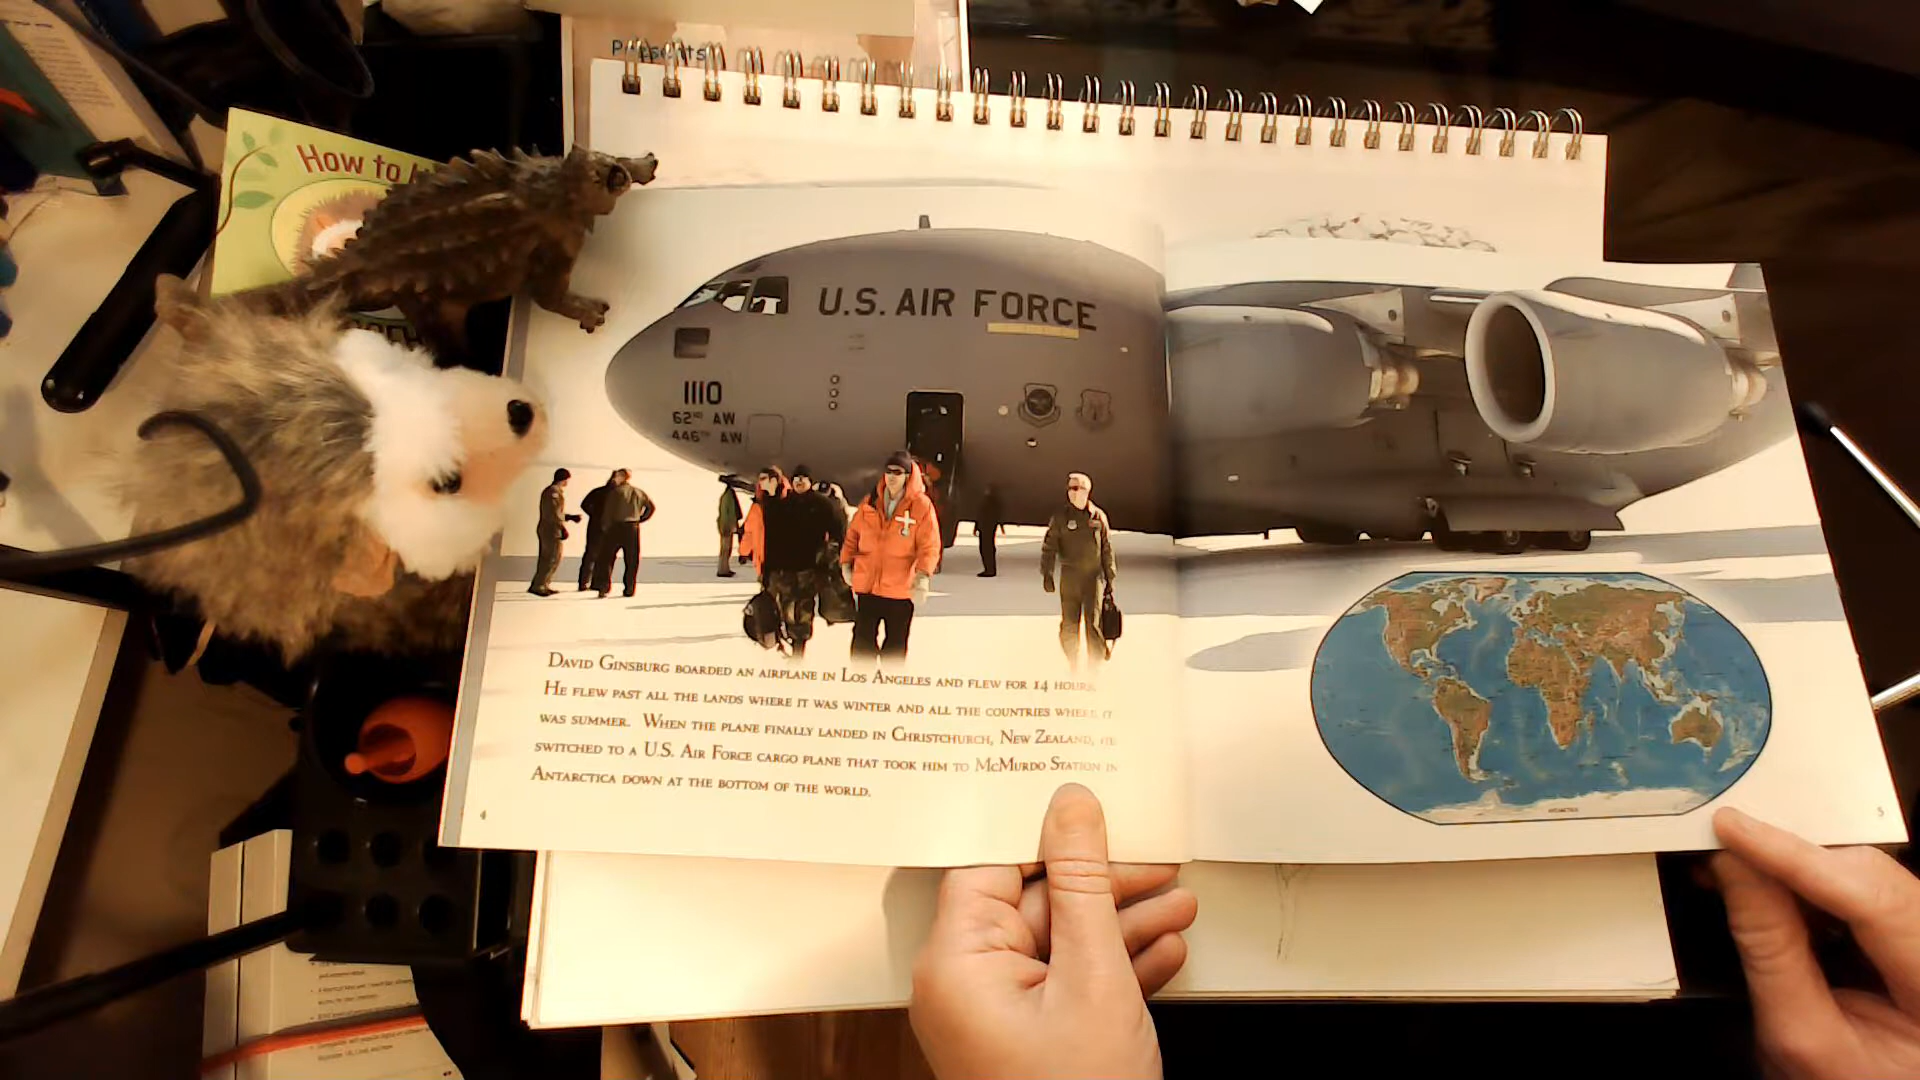 Presents
How to
U.S. AIR FORCE
1110
62ND AW
446TH AW
DAVID GINSBURG BOARDED AN AIRPLANE IN LOS ANGELES AND FLEW FOR 14 HOURS.
HE FLEW PAST ALL THE LANDS WHERE IT WAS WINTER AND ALL THE COUNTRIES WHERE IT
WAS SUMMER. WHEN THE PLANE FINALLY LANDED IN CHRISTCHURCH, NEW ZEALAND, HE
SWITCHED TO A U.S. AIR FORCE CARGO PLANE THAT TOOK HIM TO MCMURDO STATION IN
ANTARCTICA DOWN AT THE BOTTOM OF THE WORLD.
4
5